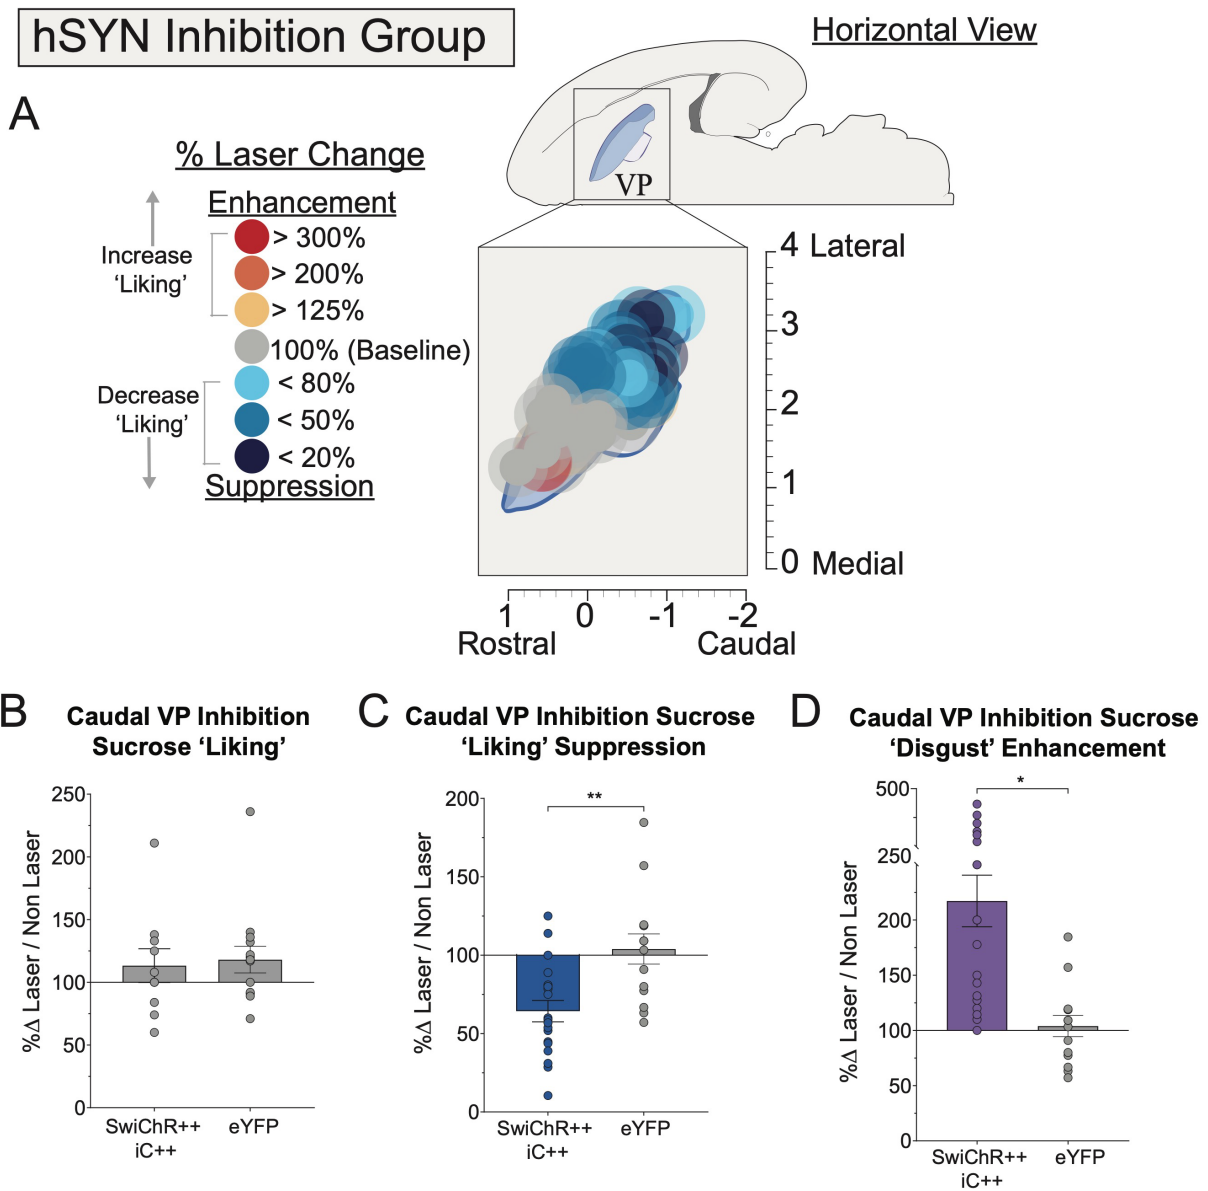 hSYN Inhibition Group
Horizontal View
A
% Laser Change
Enhancement
> 300%
> 200%
> 125%
100% (Baseline)
< 80%
< 50%
< 20%
Suppression
Increase
‘Liking’
Decrease
‘Liking’
VP
4 Lateral
3
2
1
0 Medial
1 0 -1 -2
Rostral Caudal
B
Caudal VP Inhibition
Sucrose ‘Liking’
%Δ Laser / Non Laser
250
200
150
100
50
0
SwiChR++
iC++
eYFP
C
Caudal VP Inhibition Sucrose
‘Liking’ Suppression
%Δ Laser / Non Laser
200
150
100
50
0
**
SwiChR++
iC++
eYFP
D
Caudal VP Inhibition Sucrose
‘Disgust’ Enhancement
%Δ Laser / Non Laser
500
250
200
150
100
50
0
*
SwiChR++
iC++
eYFP